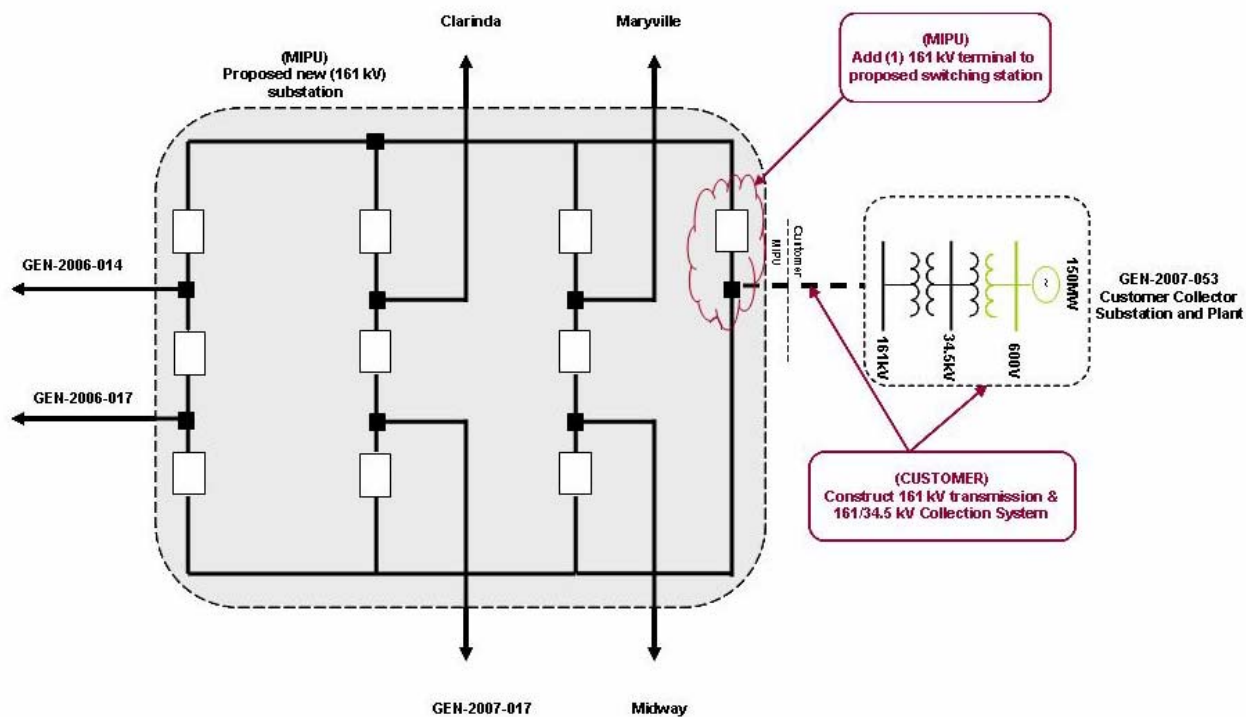 Clarinda
Maryville
(MIPU)
Proposed new (161 kV)
substation
(MIPU)
Add (1) 161 kV terminal to
proposed switching station
GEN-2006-014
GEN-2006-017
MIPU
Customer
161kV
34.5kV
600V
~
150MW
GEN-2007-053
Customer Collector
Substation and Plant
(CUSTOMER)
Construct 161 kV transmission &
161/34.5 kV Collection System
GEN-2007-017
Midway